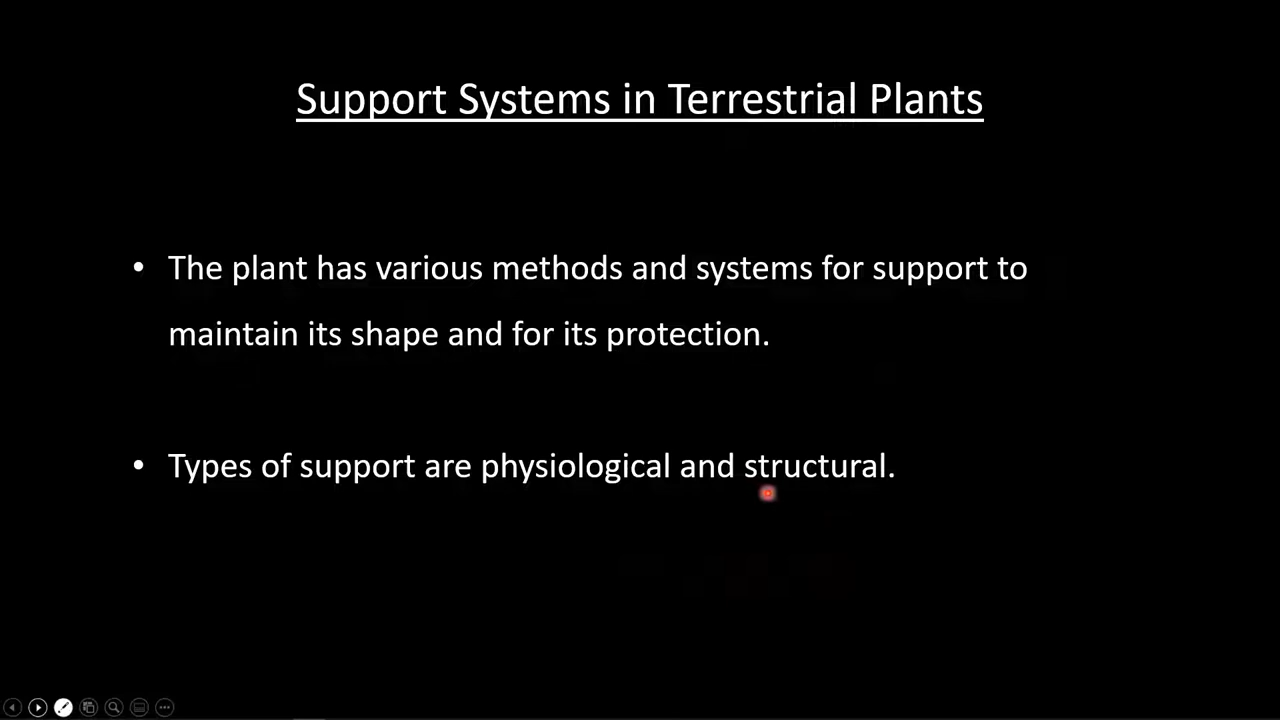 Support Systems in Terrestrial Plants
• The plant has various methods and systems for support to
maintain its shape and for its protection.
• Types of support are physiological and structural.